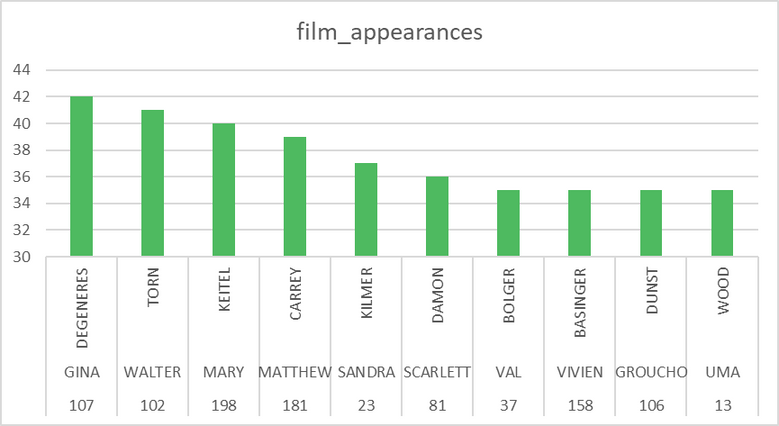 film_appearances
44
42
40
38
36
34
32
30
DEGENERES TORN KEITEL CARREY KILMER DAMON BOLGER BASINGER DUNST WOOD
GINA WALTER MARY MATTHEW SANDRA SCARLETT VAL VIVIEN GROUCHO UMA
107 102 198 181 23 81 37 158 106 13